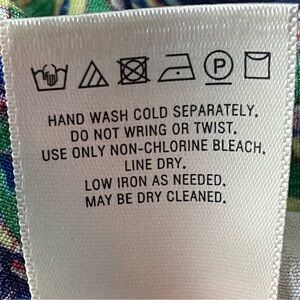 P
HAND WASH COLD SEPARATELY.
DO NOT WRING OR TWIST.
USE ONLY NON-CHLORINE BLEACH.
LINE DRY.
LOW IRON AS NEEDED.
MAY BE DRY CLEANED.